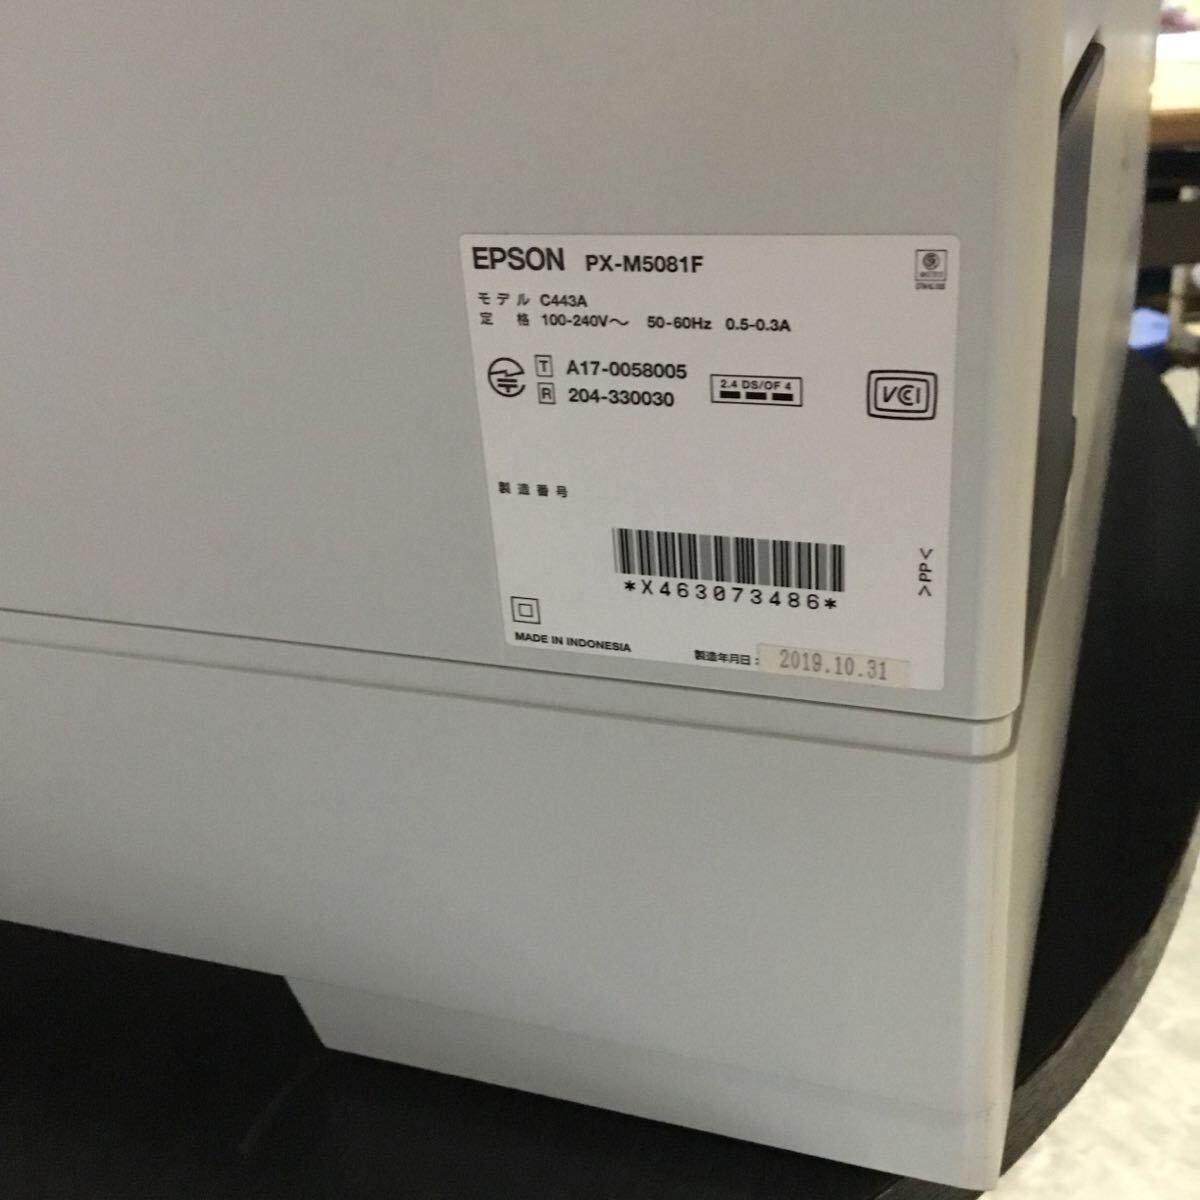 EPSON PX-M5081F
モデル C443A
定格 100-240V～ 50-60Hz 0.5-0.3A
T A17-0058005
R 204-330030
2.4 DS/OF 4
VCCI
製造番号
*X463073486*
>PP<
MADE IN INDONESIA
製造年月日: 2019.10.31